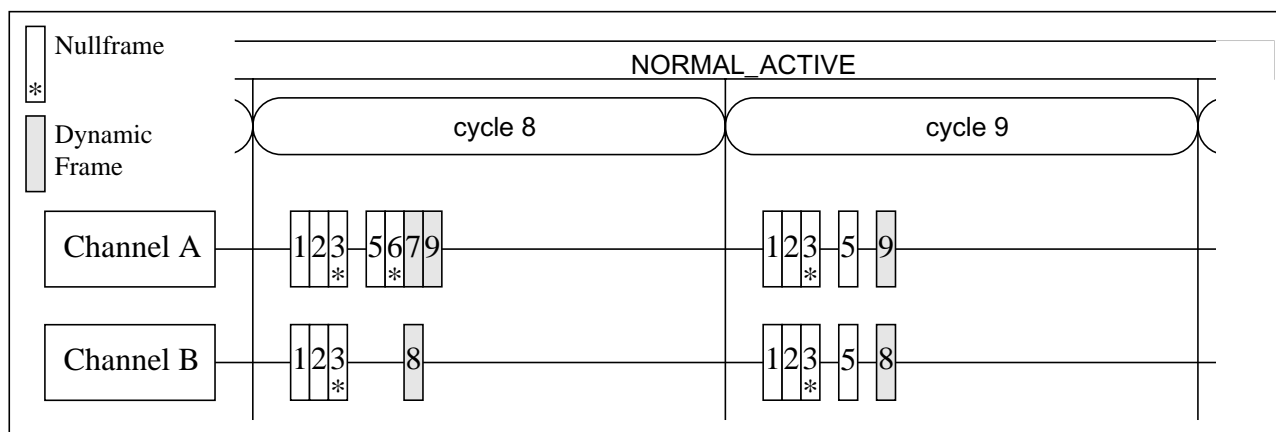 Nullframe
*
Dynamic
Frame
NORMAL_ACTIVE
cycle 8
cycle 9
Channel A
1 2 3 5 6 7 9
* *
1 2 3 5 9
*
Channel B
1 2 3 8
*
1 2 3 5 8
*